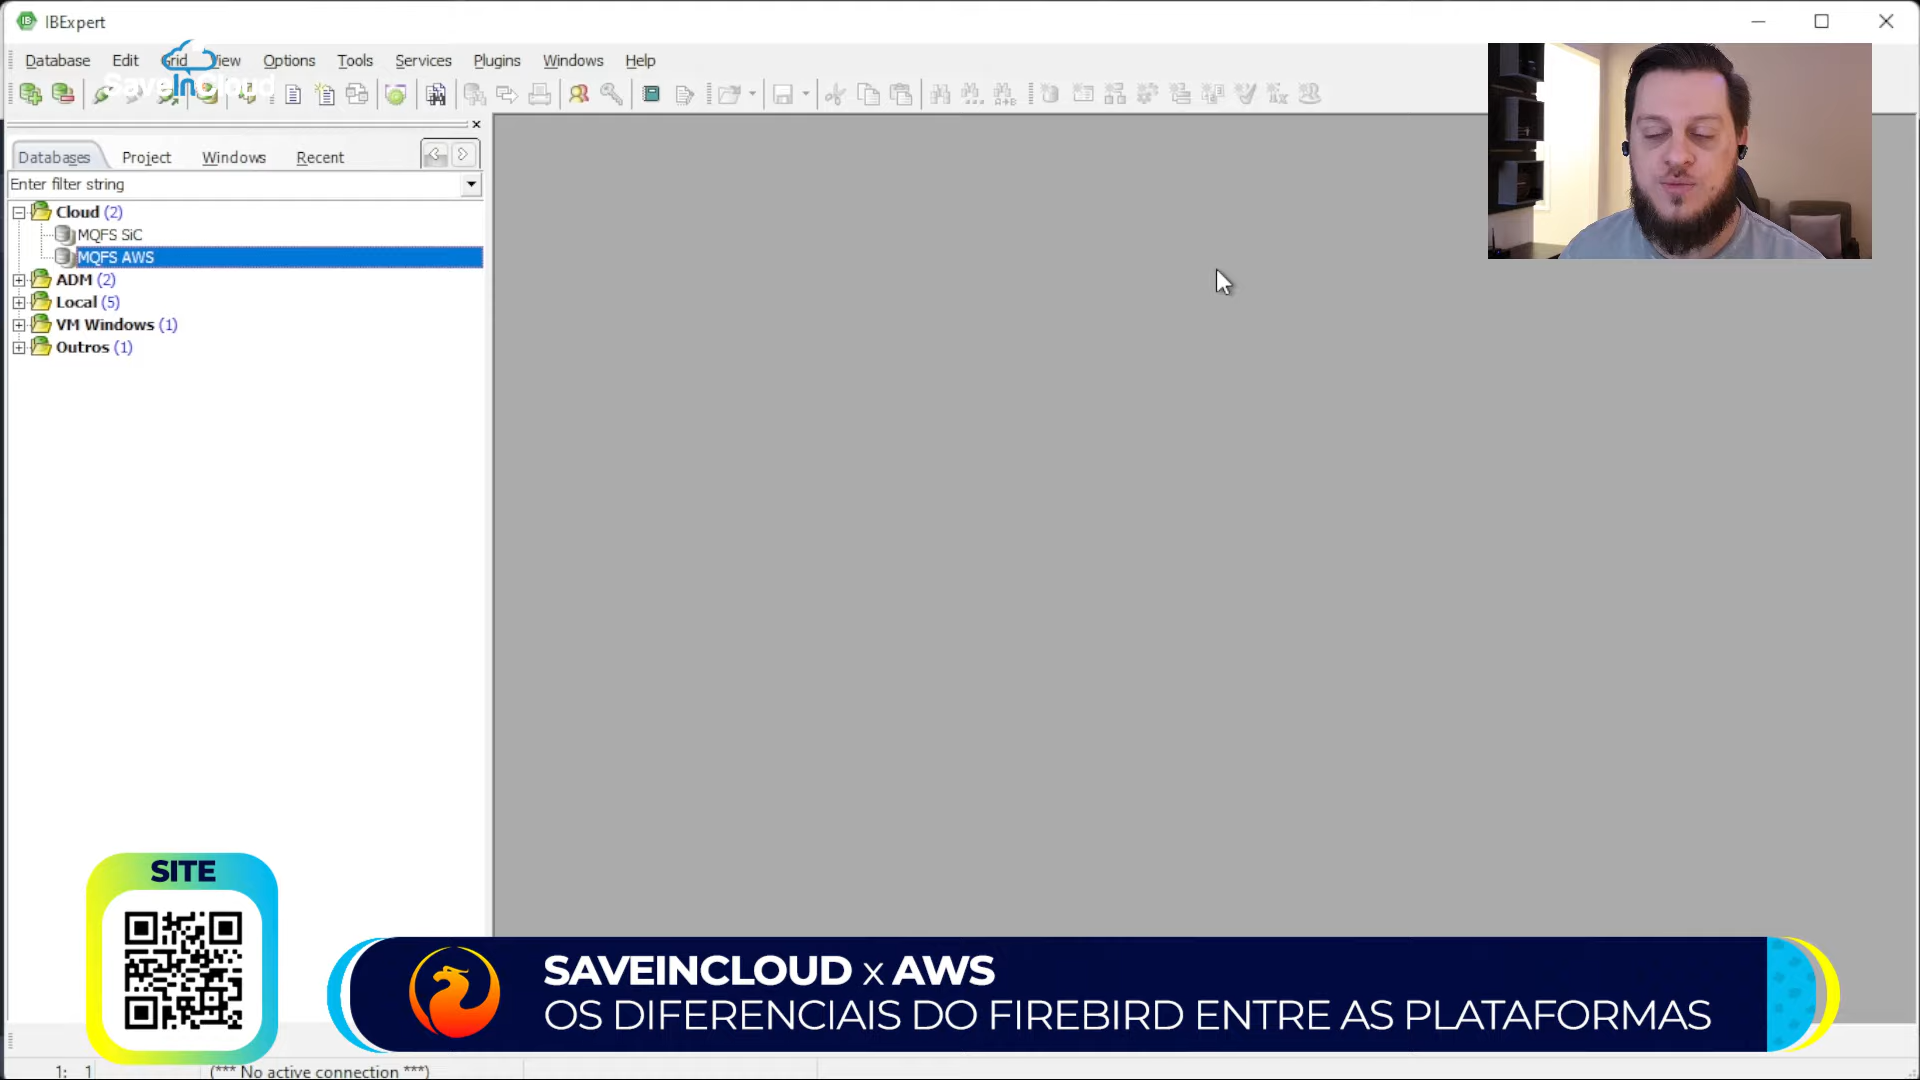 IBExpert
Database Edit Grid View Options Tools Services Plugins Windows Help
SaveinCloud
Databases Project Windows Recent
Enter filter string
Cloud (2)
MQFS SiC
MQFS AWS
ADM (2)
Local (5)
VM Windows (1)
Outros (1)
SITE
SAVEINCLOUD x AWS
OS DIFERENCIAIS DO FIREBIRD ENTRE AS PLATAFORMAS
1: 1 (*** No active connection ***)